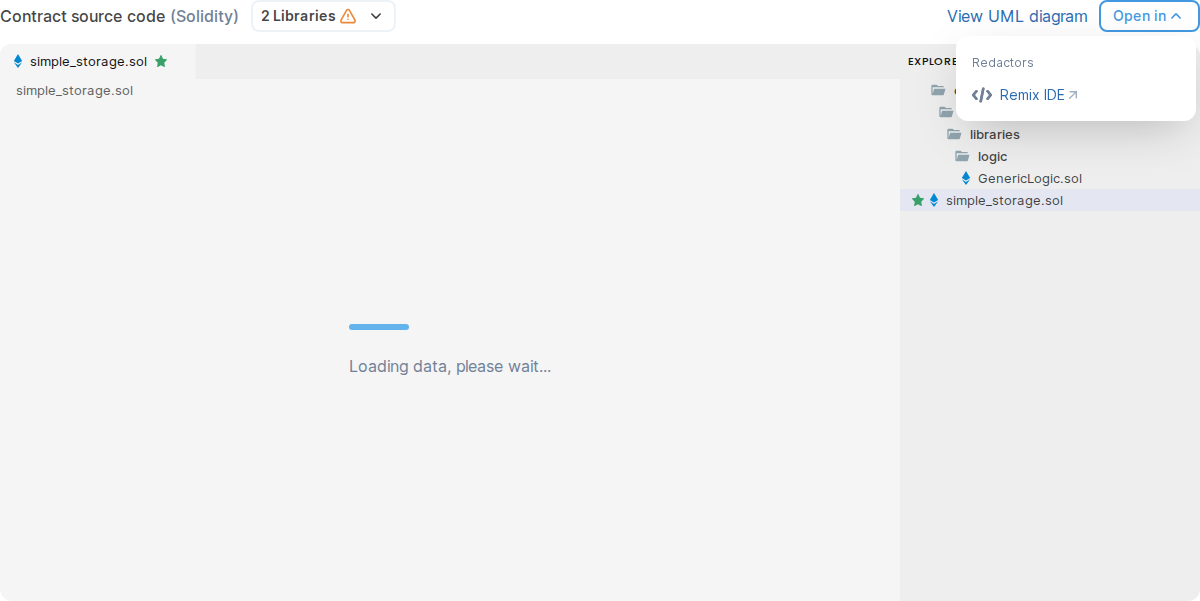 Contract source code (Solidity)
2 Libraries
View UML diagram
Open in
simple_storage.sol
simple_storage.sol
Loading data, please wait...
Redactors
Remix IDE
libraries
logic
GenericLogic.sol
simple_storage.sol